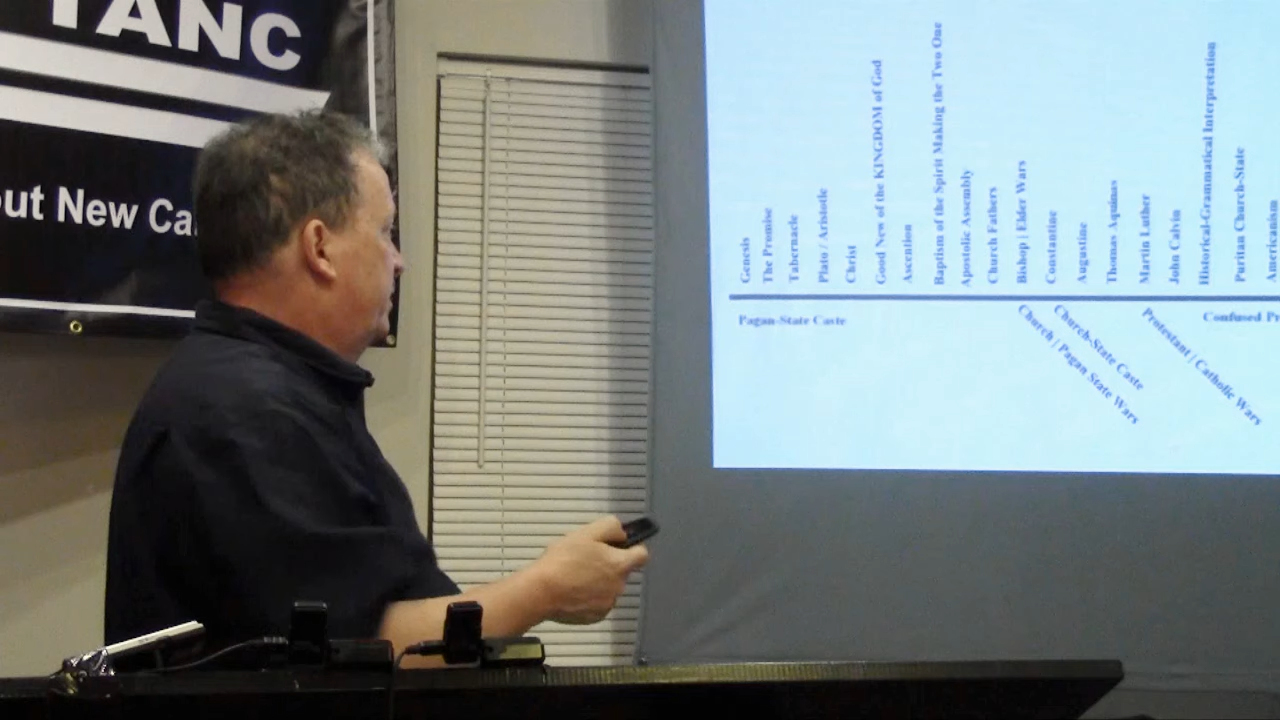 TANC
out New Ca
Genesis
The Promise
Tabernacle
Plato / Aristotle
Christ
Good New of the KINGDOM of God
Ascention
Baptism of the Spirit Making the Two One
Apostolic Assembly
Church Fathers
Bishop | Elder Wars
Constantine
Augustine
Thomas Aquinas
Martin Luther
John Calvin
Historical-Grammatical Interpretation
Puritan Church-State
Americanism
Pagan-State Caste
Church | Pagan State Wars
Church-State Caste
Protestant / Catholic Wars
Confused Pr